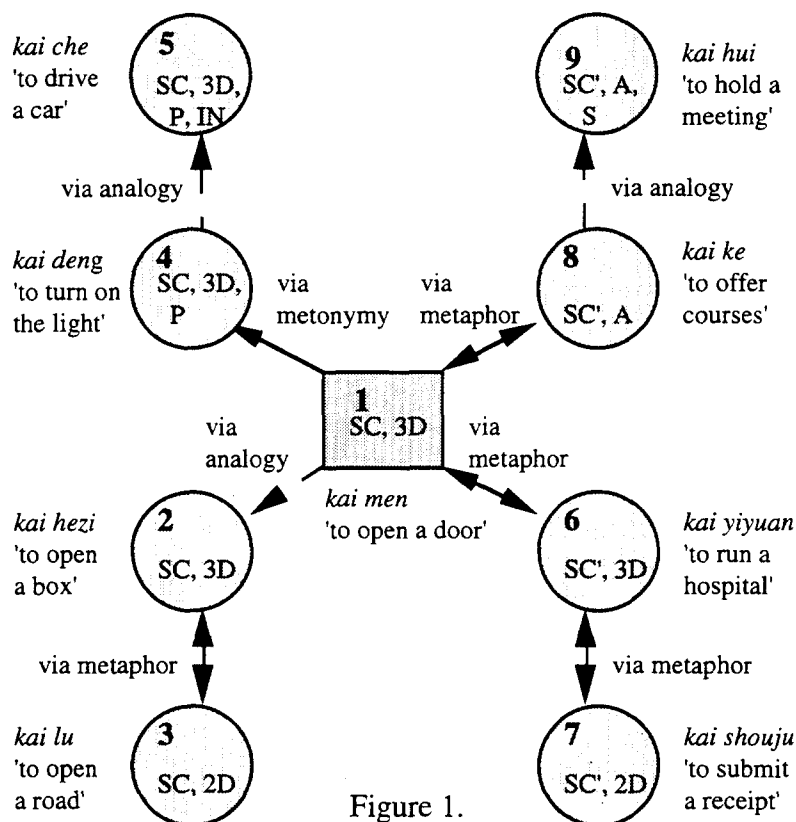 kai che
'to drive
a car'
5
SC, 3D,
P, IN
9
SC', A,
S
kai hui
'to hold a
meeting'
via analogy
via analogy
kai deng
'to turn on
the light'
4
SC, 3D,
P
via
metonymy
via
metaphor
8
SC', A
kai ke
'to offer
courses'
1
SC, 3D
via
analogy
via
metaphor
kai men
'to open a door'
kai hezi
'to open
a box'
2
SC, 3D
6
SC', 3D
kai yiyuan
'to run a
hospital'
via metaphor
via metaphor
kai lu
'to open
a road'
3
SC, 2D
7
SC', 2D
kai shouju
'to submit
a receipt'
Figure 1.